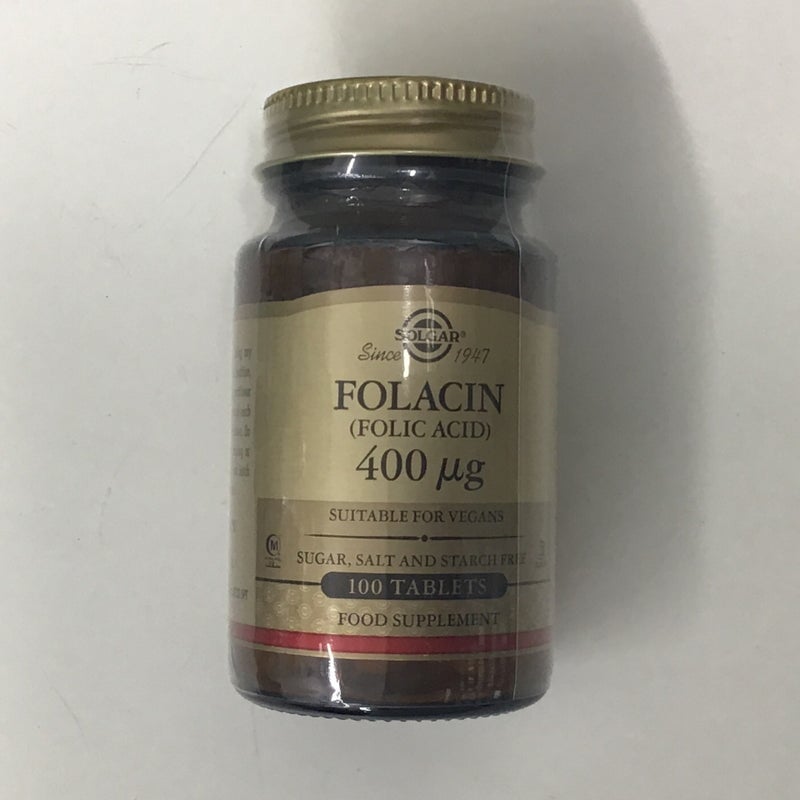 SOLGAR®
Since 1947
FOLACIN
(FOLIC ACID)
400 µg
SUITABLE FOR VEGANS
SUGAR, SALT AND STARCH FREE
100 TABLETS
FOOD SUPPLEMENT